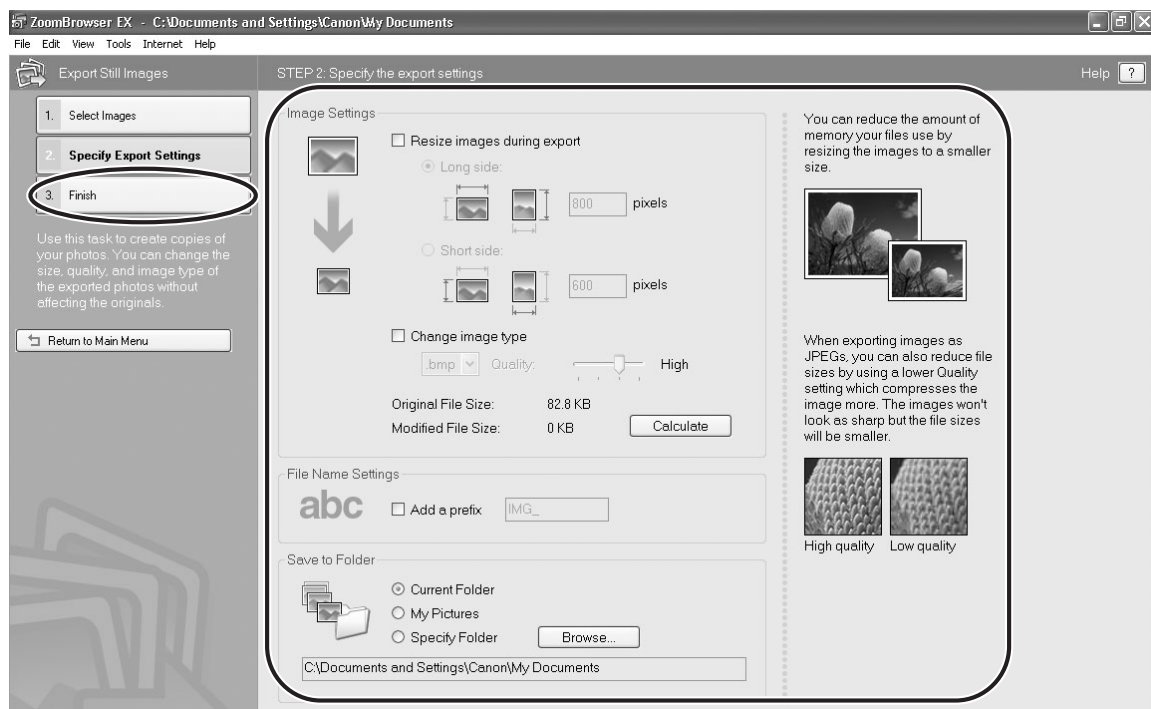 ZoomBrowser EX - C:\Documents and Settings\Canon\My Documents
File Edit View Tools Internet Help
Export Still Images
STEP 2: Specify the export settings
Help ?
1. Select Images
2. Specify Export Settings
3. Finish
Use this task to create copies of
your photos. You can change the
size, quality, and image type of
the exported photos without
affecting the originals.
Return to Main Menu
Image Settings
Resize images during export
Long side:
800 pixels
Short side:
600 pixels
Change image type
.bmp Quality: High
Original File Size: 82.8 KB
Modified File Size: 0 KB Calculate
File Name Settings
abc Add a prefix IMG_
Save to Folder
Current Folder
My Pictures
Specify Folder Browse...
C:\Documents and Settings\Canon\My Documents
You can reduce the amount of
memory your files use by
resizing the images to a smaller
size.
When exporting images as
JPEGs, you can also reduce file
sizes by using a lower Quality
setting which compresses the
image more. The images won't
look as sharp but the file sizes
will be smaller.
High quality Low quality